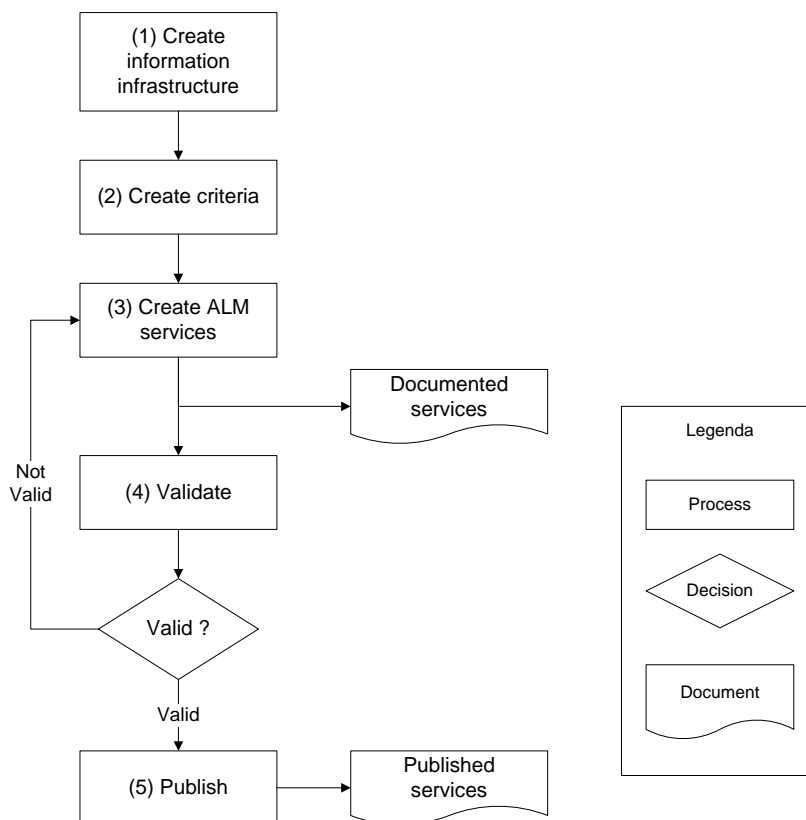 (1) Create
information
infrastructure
(2) Create criteria
(3) Create ALM
services
Documented
services
Not
Valid
(4) Validate
Valid ?
Valid
(5) Publish
Published
services
Legenda
Process
Decision
Document